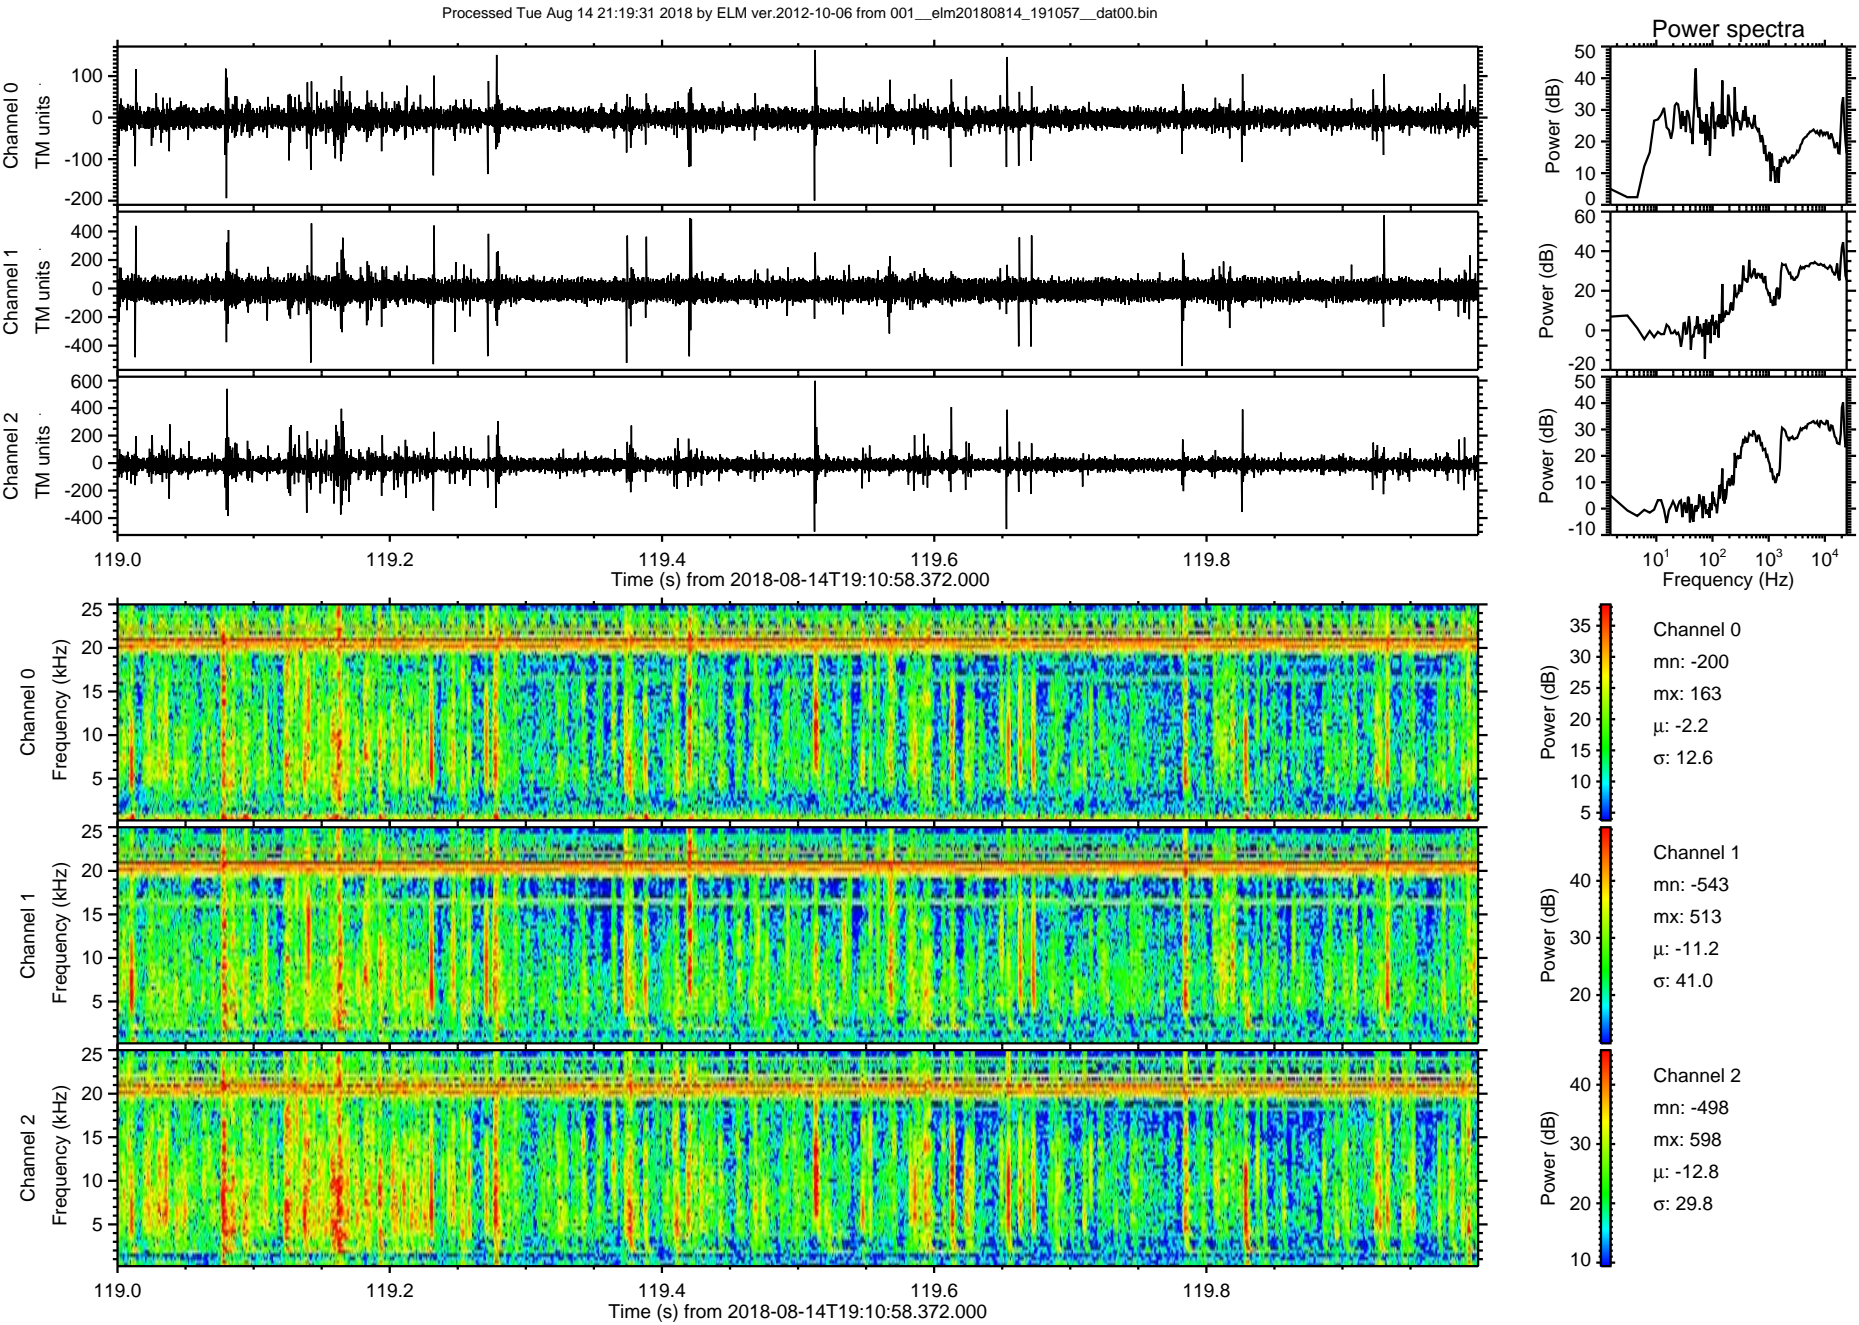 Processed Tue Aug 14 21:19:31 2018 by ELM ver.2012-10-06 from 001__elm20180814_191057__dat00.bin
Power spectra
Channel 0
TM units
100
0
-100
-200
Power (dB)
50
40
30
20
10
0
Channel 1
TM units
400
200
0
-200
-400
Power (dB)
60
40
20
0
-20
Channel 2
TM units
600
400
200
0
-200
-400
Power (dB)
50
40
30
20
10
0
-10
119.0 119.2 119.4 119.6 119.8
Time (s) from 2018-08-14T19:10:58.372.000
10^1 10^2 10^3 10^4
Frequency (Hz)
Channel 0
Frequency (kHz)
25
20
15
10
5
Power (dB)
35
30
25
20
15
10
5
Channel 0
mn: -200
mx: 163
μ: -2.2
σ: 12.6
Channel 1
Frequency (kHz)
25
20
15
10
5
Power (dB)
40
30
20
Channel 1
mn: -543
mx: 513
μ: -11.2
σ: 41.0
Channel 2
Frequency (kHz)
25
20
15
10
5
Power (dB)
40
30
20
10
Channel 2
mn: -498
mx: 598
μ: -12.8
σ: 29.8
119.0 119.2 119.4 119.6 119.8
Time (s) from 2018-08-14T19:10:58.372.000